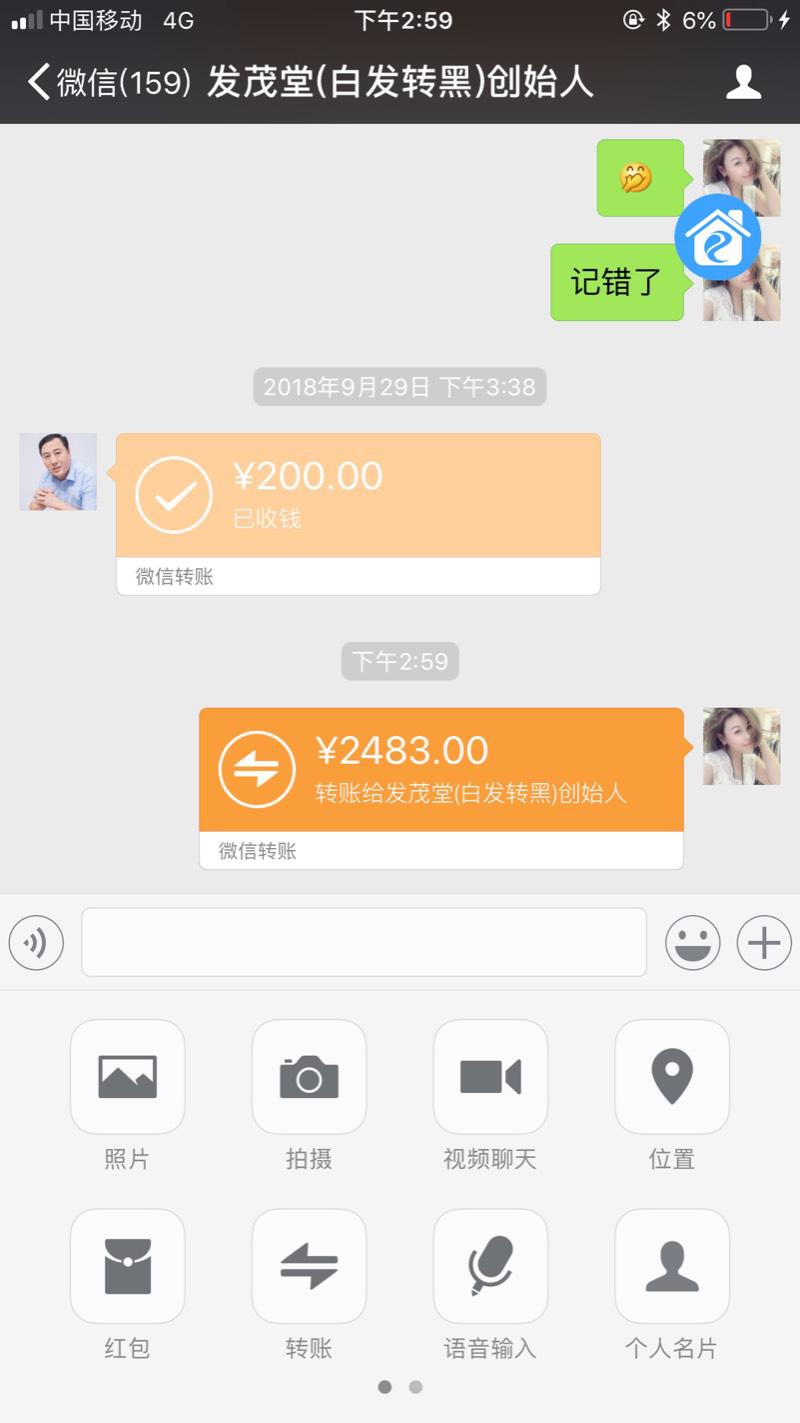 中国移动 4G 下午2:59 6%
微信(159) 发茂堂(白发转黑)创始人
记错了
2018年9月29日 下午3:38
¥200.00
已收钱
微信转账
下午2:59
¥2483.00
转账给发茂堂(白发转黑)创始人
微信转账
照片 拍摄 视频聊天 位置
红包 转账 语音输入 个人名片